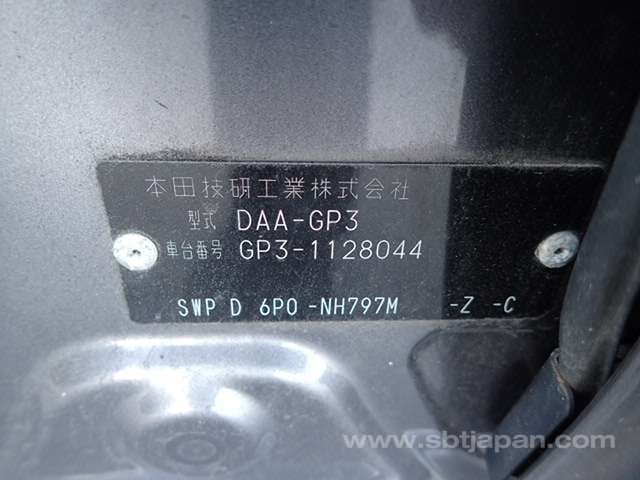 本田技研工業株式会社
型式 DAA-GP3
車台番号 GP3-1128044
SWP D 6P0 -NH797M -Z -C
www.sbtjapan.com